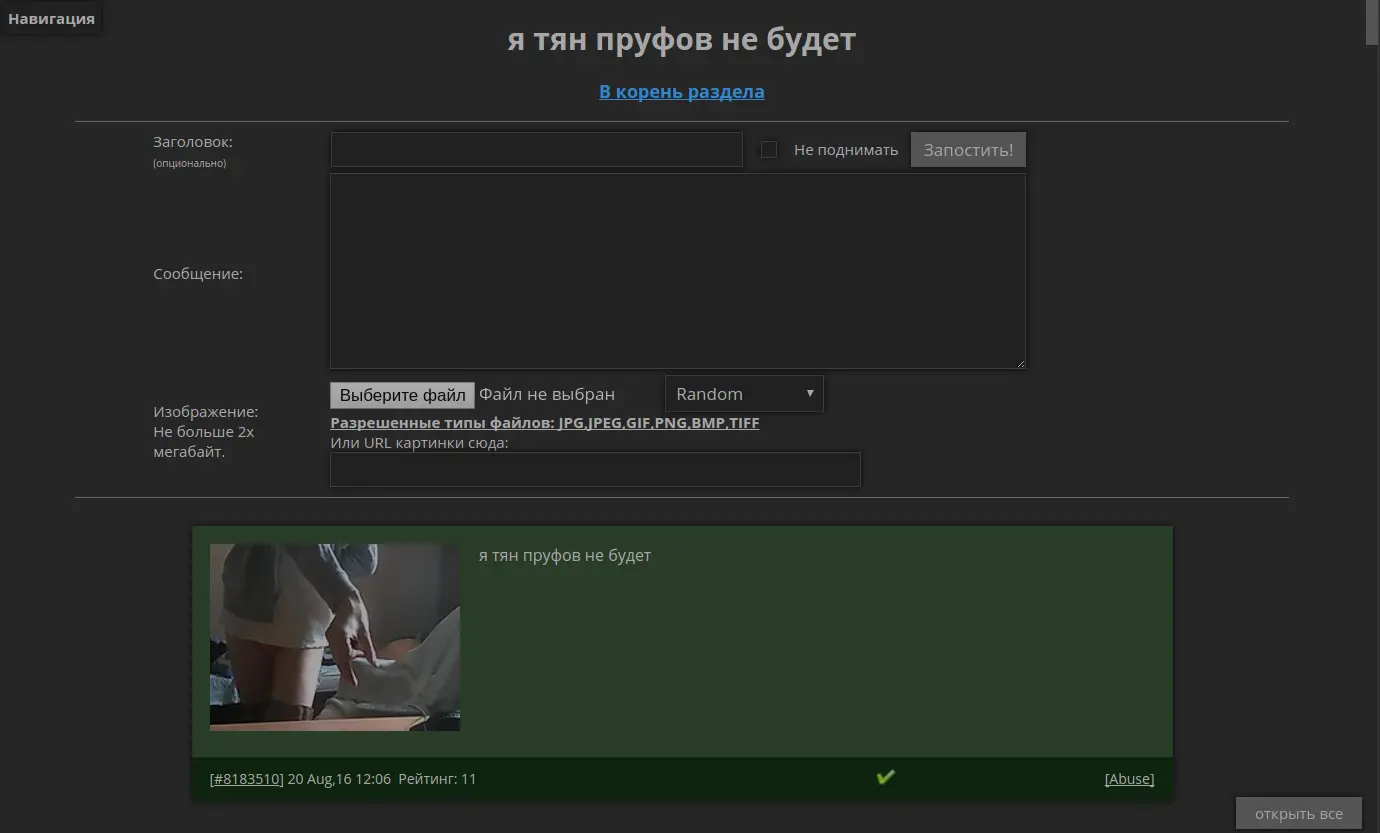 Навигация
я тян пруфов не будет
В корень раздела
Заголовок:
(опционально)
Не поднимать
Запостить!
Сообщение:
Изображение:
Не больше 2х
мегабайт.
Выберите файл Файл не выбран
Random
Разрешенные типы файлов: JPG,JPEG,GIF,PNG,BMP,TIFF
Или URL картинки сюда:
я тян пруфов не будет
[#8183510] 20 Aug,16 12:06 Рейтинг: 11
[Abuse]
открыть все